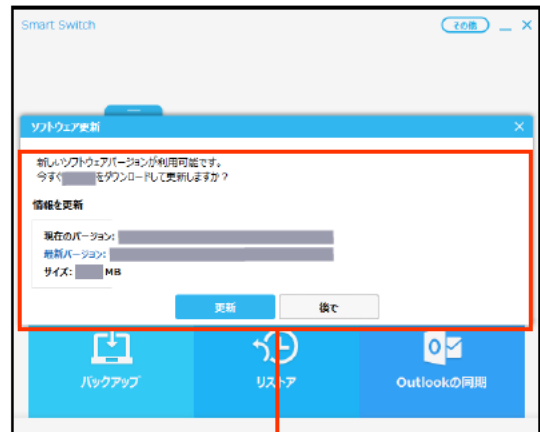 Smart Switch
その他
ソフトウェア更新
新しいソフトウェアバージョンが利用可能です。
今すぐ をダウンロードして更新しますか？
情報を更新
現在のバージョン:
最新バージョン:
サイズ: MB
更新 後で
バックアップ リストア Outlookの同期